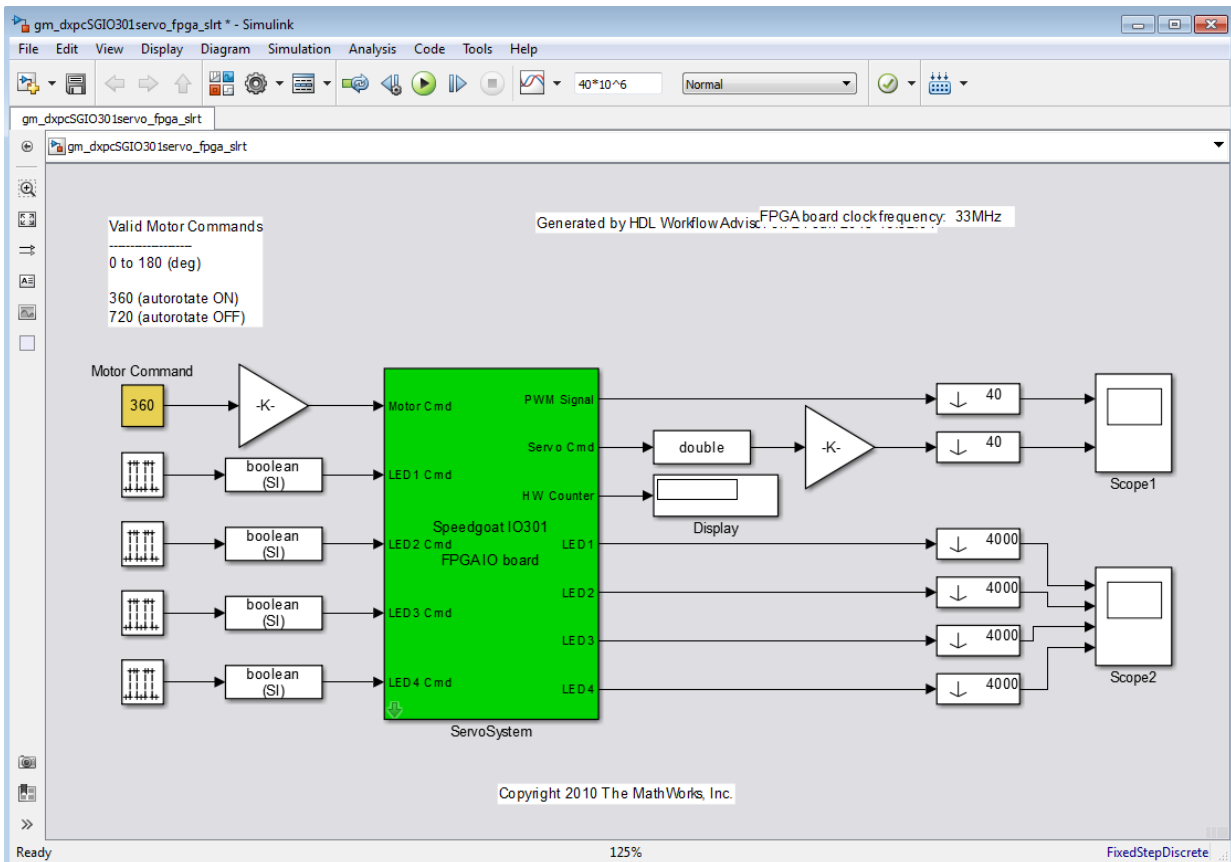 gm_dxpcSGIO301servo_fpga_slrt * - Simulink
File Edit View Display Diagram Simulation Analysis Code Tools Help
40*10^6 Normal
gm_dxpcSGIO301servo_fpga_slrt
gm_dxpcSGIO301servo_fpga_slrt
Valid Motor Commands
--------------------
0 to 180 (deg)
360 (autorotate ON)
720 (autorotate OFF)
Generated by HDL Workflow
FPGA board clock frequency: 33MHz
Motor Command
360
-K-
boolean
(SI)
boolean
(SI)
boolean
(SI)
boolean
(SI)
Motor Cmd
LED1 Cmd
LED2 Cmd
LED3 Cmd
LED4 Cmd
Speedgoat IO301
FPGA IO board
PWM Signal
Servo Cmd
HW Counter
LED1
LED2
LED3
LED4
ServoSystem
double
-K-
Display
40
40
4000
4000
4000
4000
Scope1
Scope2
Copyright 2010 The MathWorks, Inc.
Ready 125% FixedStepDiscrete